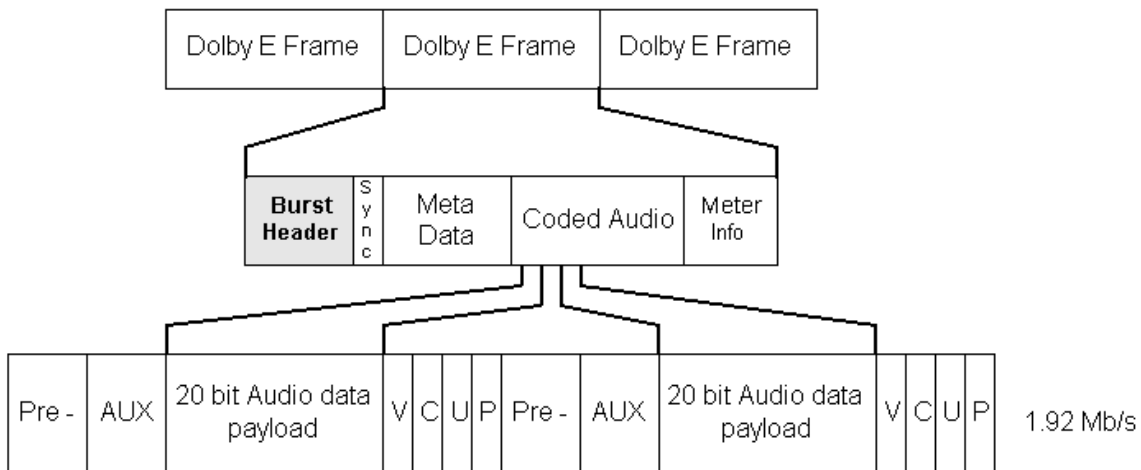 Dolby E Frame Dolby E Frame Dolby E Frame
Burst Header
Sync
Meta Data
Coded Audio
Meter Info
Pre -
AUX
20 bit Audio data payload
V C U P
Pre -
AUX
20 bit Audio data payload
V C U P
1.92 Mb/s